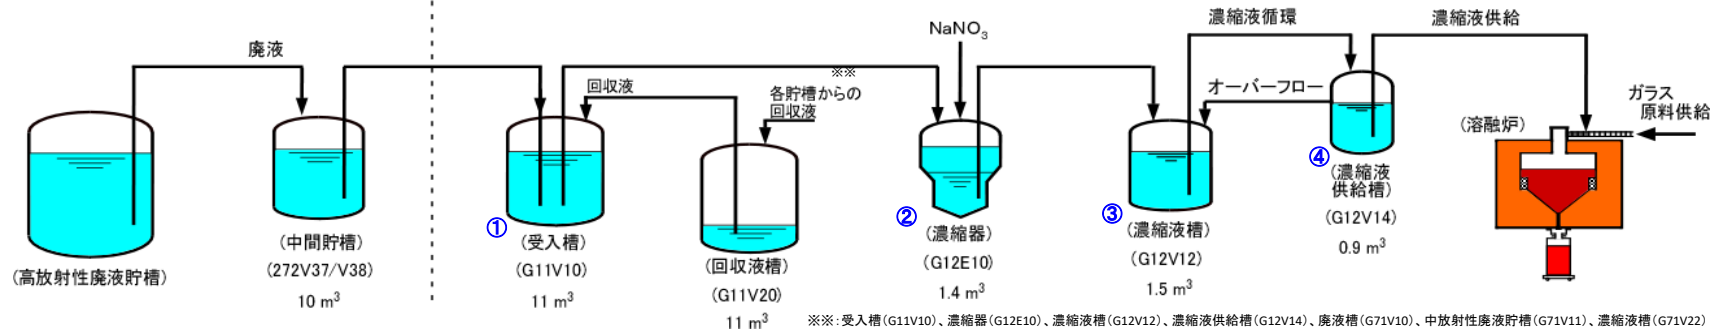 廃液
(高放射性廃液貯槽)
(中間貯槽)
(272V37/V38)
10 m³
①
(受入槽)
(G11V10)
11 m³
回収液
※※
各貯槽からの
回収液
(回収液槽)
(G11V20)
11 m³
NaNO₃
②
(濃縮器)
(G12E10)
1.4 m³
③
(濃縮液槽)
(G12V12)
1.5 m³
濃縮液循環
オーバーフロー
④
(濃縮液
供給槽)
(G12V14)
0.9 m³
濃縮液供給
(溶融炉)
ガラス
原料供給
※※:受入槽(G11V10)、濃縮器(G12E10)、濃縮液槽(G12V12)、濃縮液供給槽(G12V14)、廃液槽(G71V10)、中放射性廃液貯槽(G71V11)、濃縮液槽(G71V22)